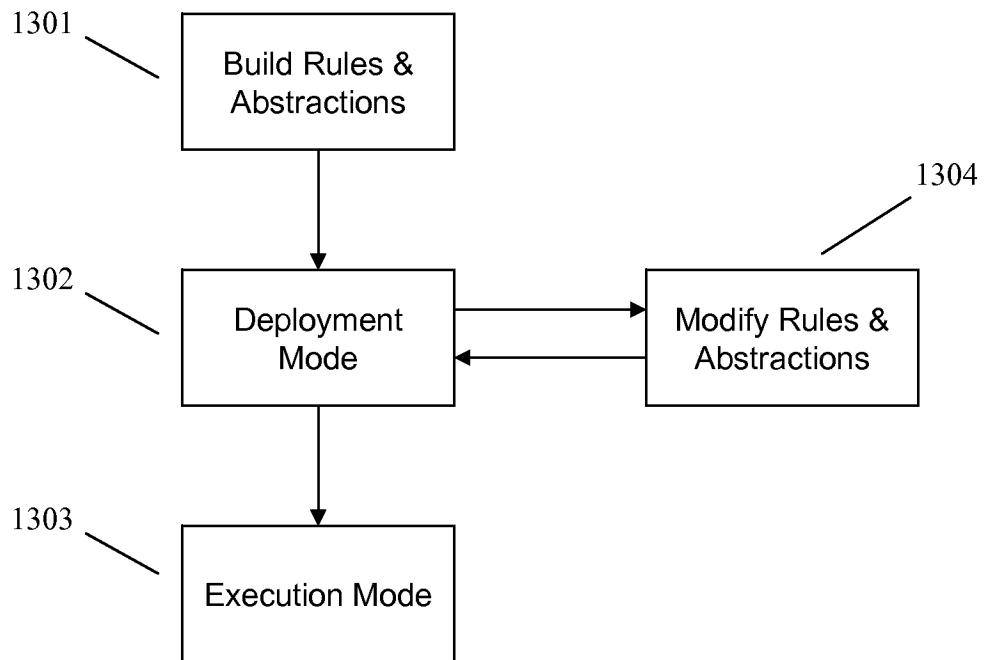 1301
Build Rules &
Abstractions
1304
1302
Deployment
Mode
Modify Rules &
Abstractions
1303
Execution Mode